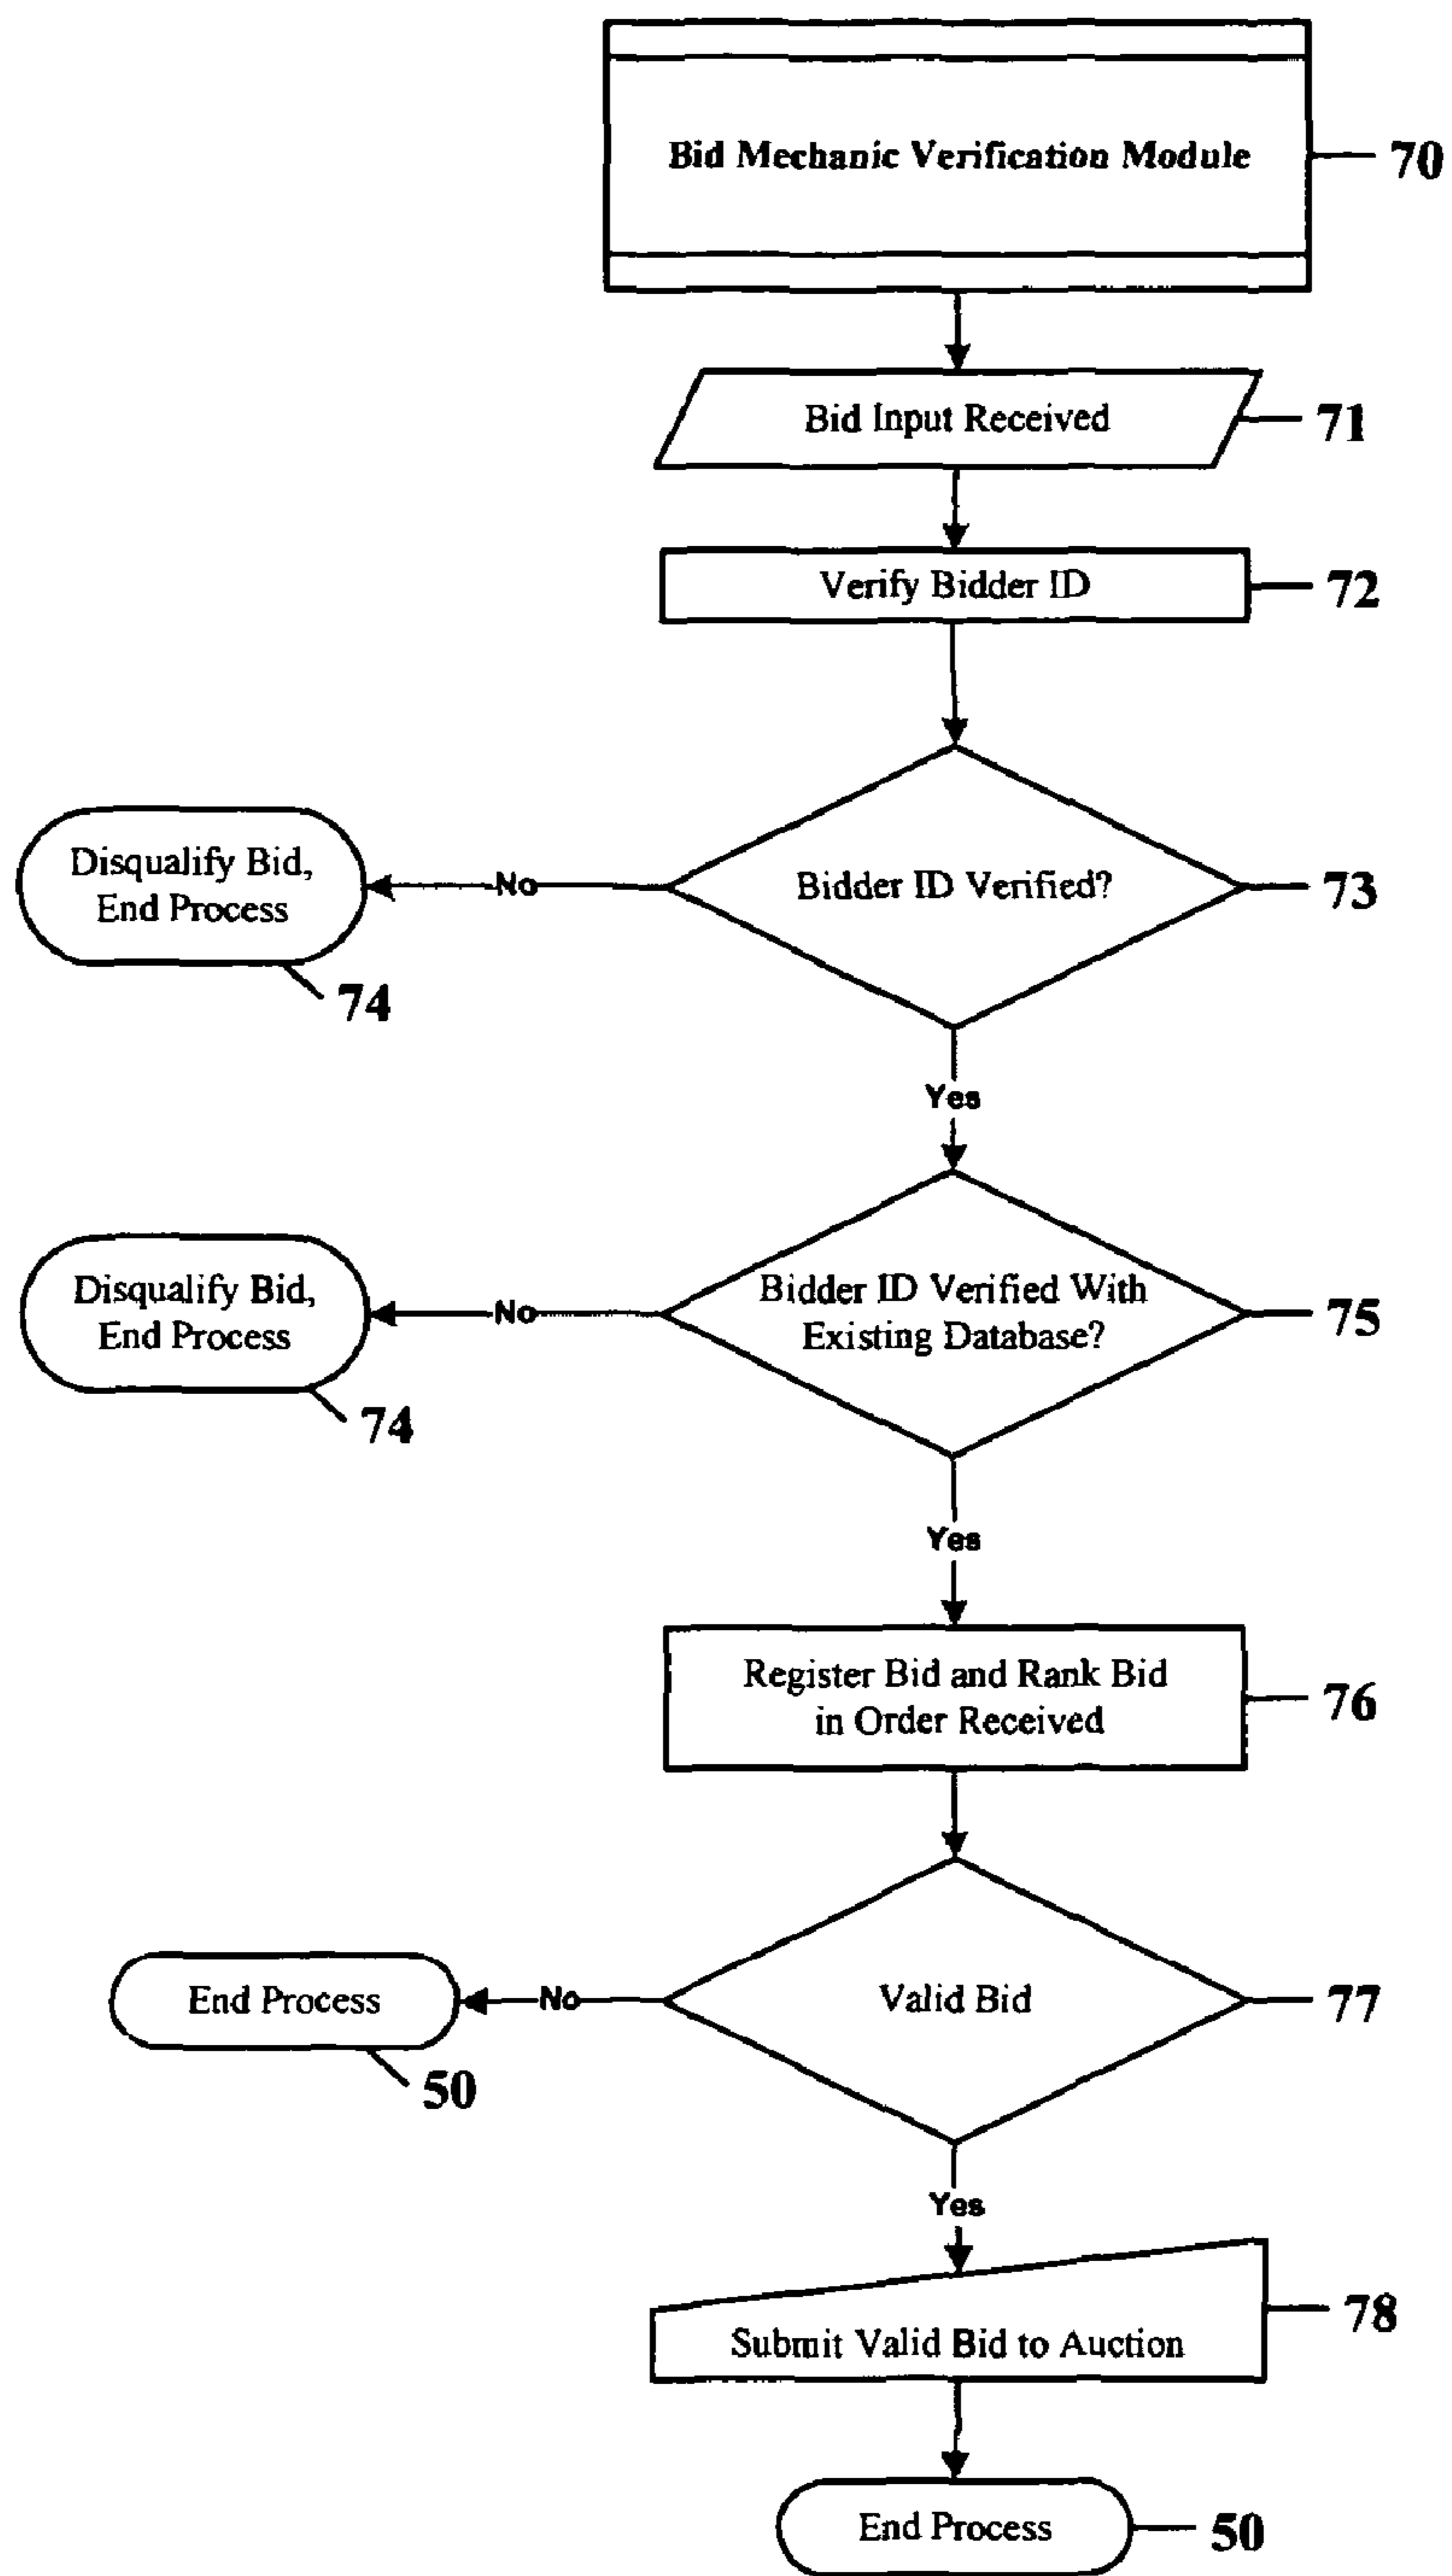 Bid Mechanic Verification Module
70
Bid Input Received
71
Verify Bidder ID
72
Bidder ID Verified?
73
No
Disqualify Bid,
End Process
74
Yes
Bidder ID Verified With
Existing Database?
75
No
Disqualify Bid,
End Process
74
Yes
Register Bid and Rank Bid
in Order Received
76
Valid Bid
77
No
End Process
50
Yes
Submit Valid Bid to Auction
78
End Process
50